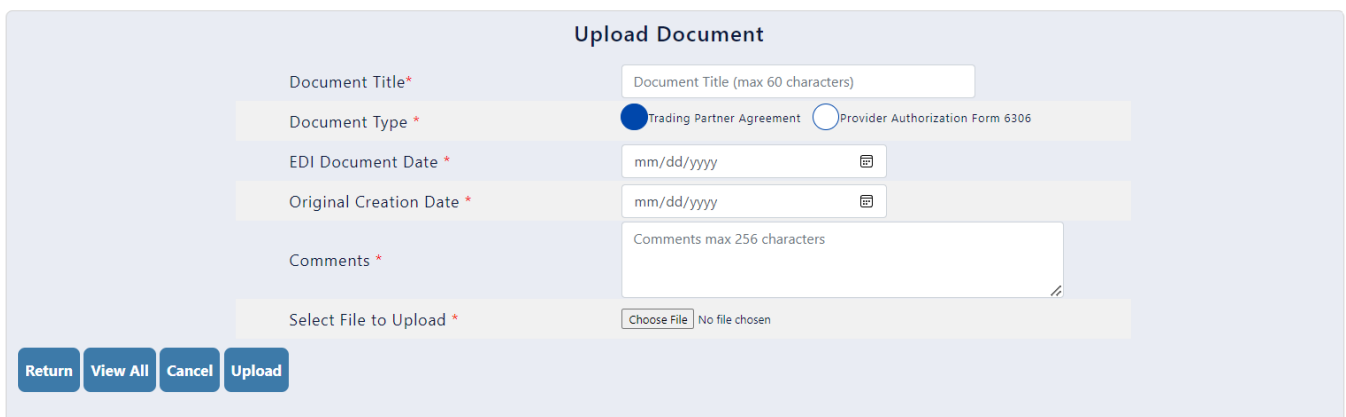 Upload Document
Document Title* Document Title (max 60 characters)
Document Type * Trading Partner Agreement Provider Authorization Form 6306
EDI Document Date * mm/dd/yyyy
Original Creation Date * mm/dd/yyyy
Comments * Comments max 256 characters
Select File to Upload * Choose File No file chosen
Return View All Cancel Upload